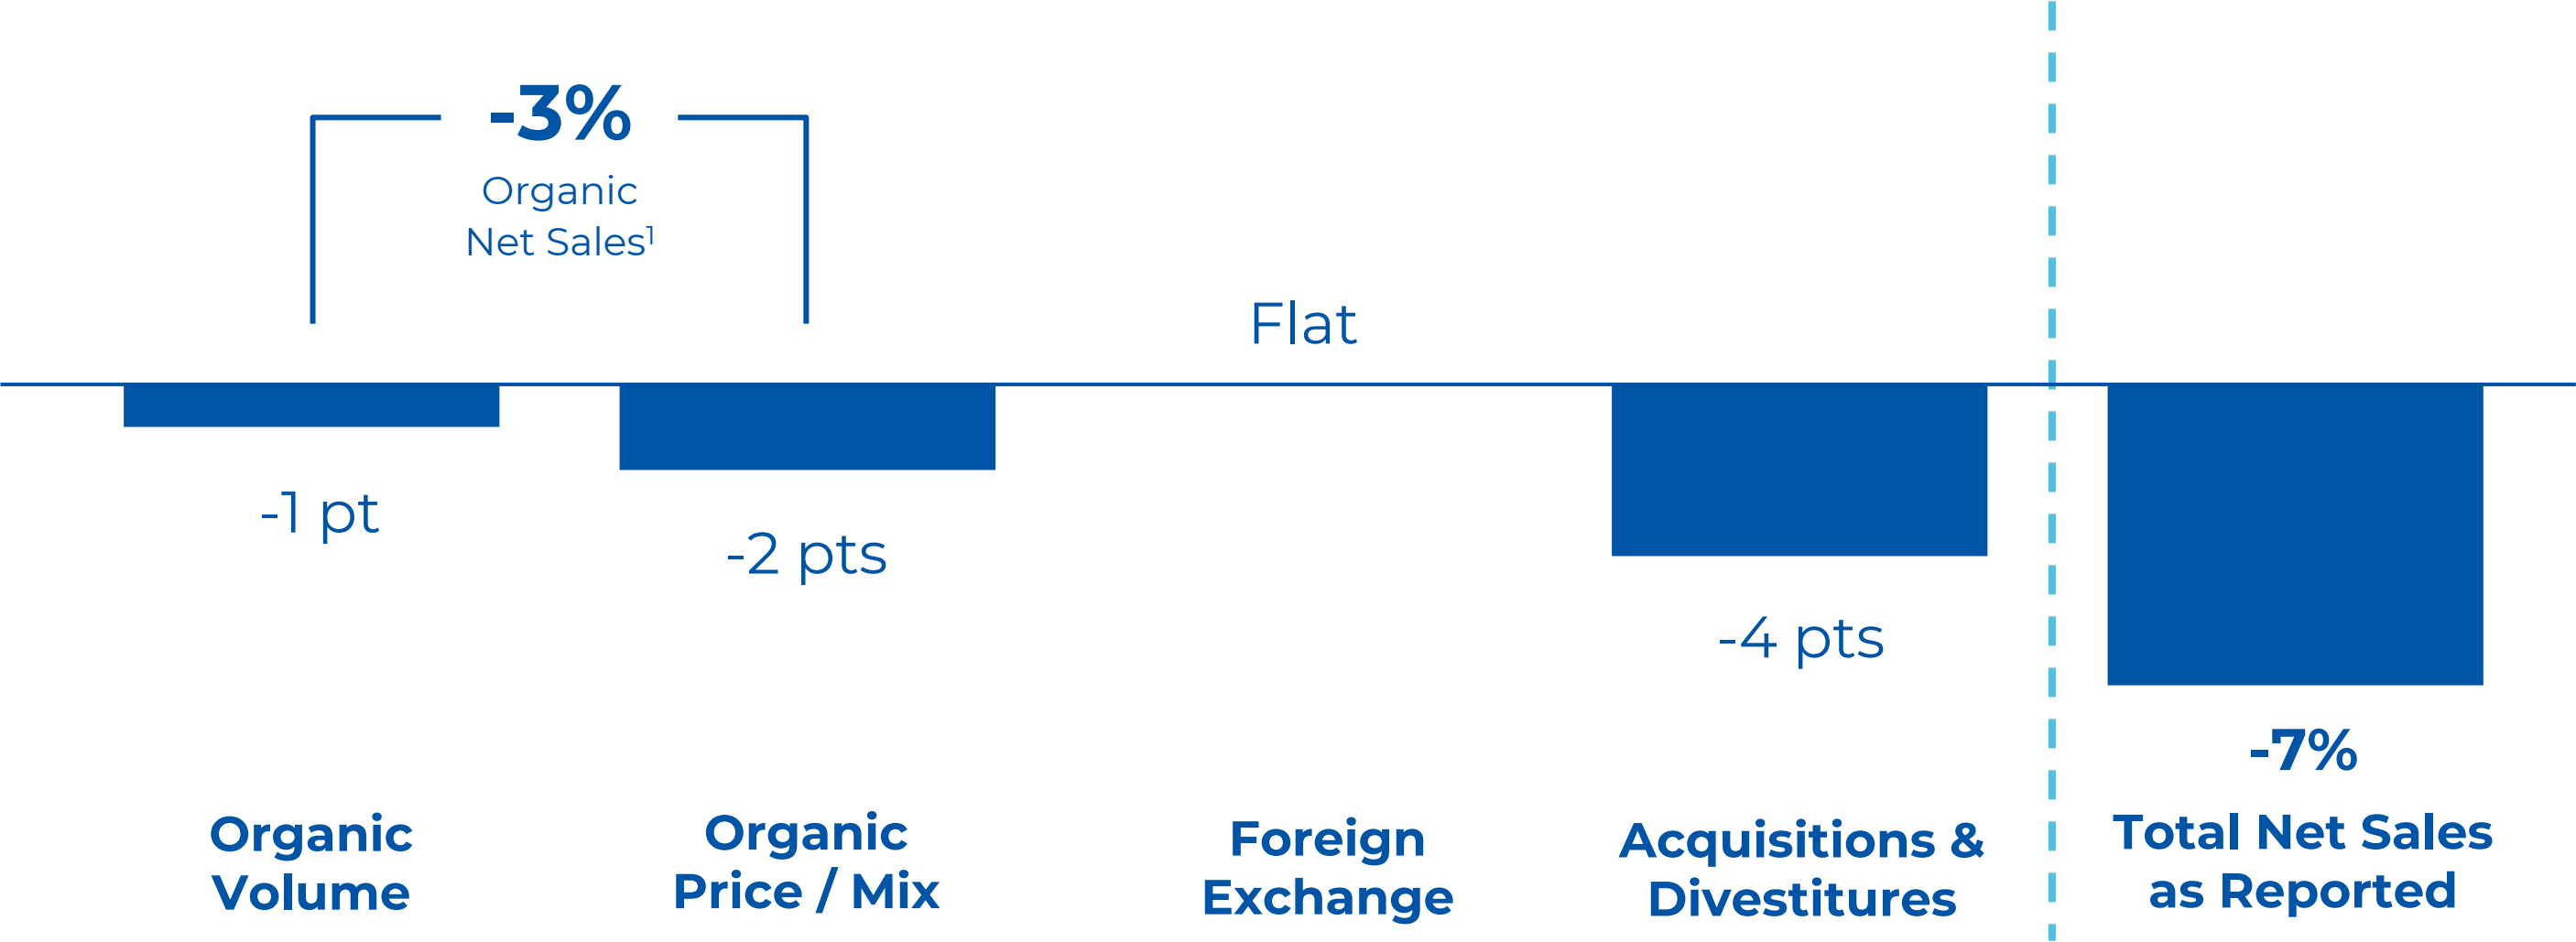 -3%
Organic
Net Sales¹
Flat
-1 pt
-2 pts
-4 pts
-7%
Organic
Volume
Organic
Price / Mix
Foreign
Exchange
Acquisitions &
Divestitures
Total Net Sales
as Reported